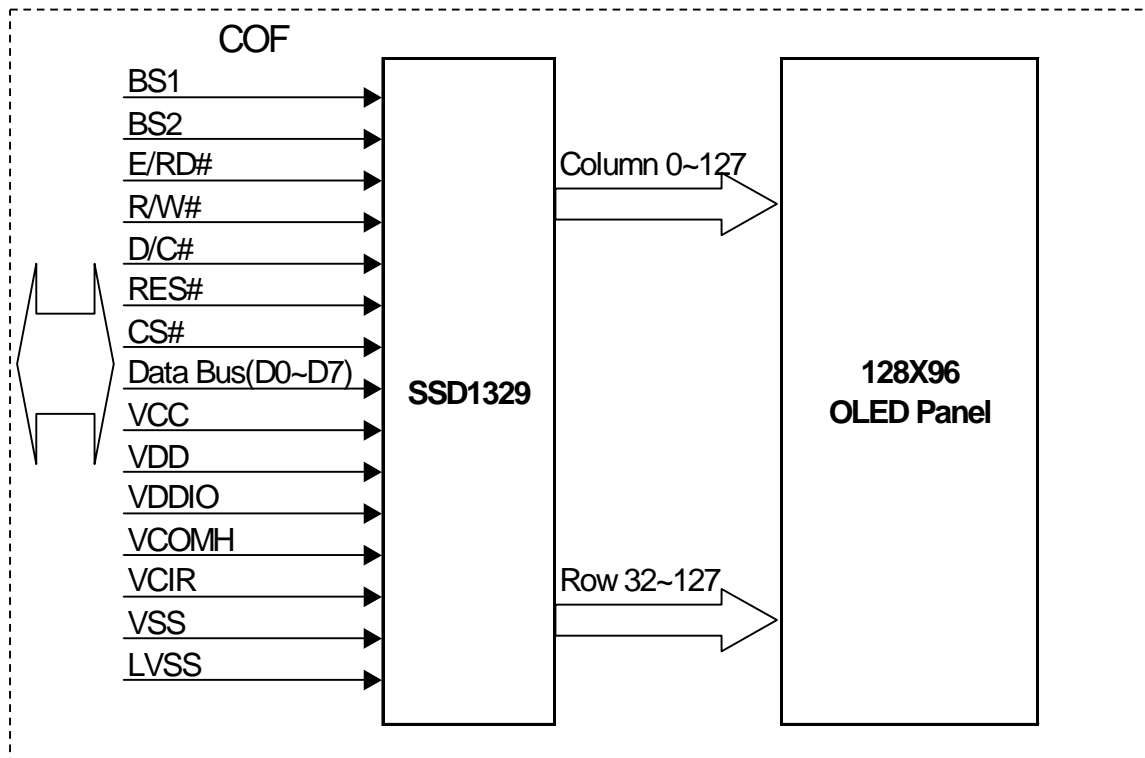 COF
BS1
BS2
E/RD#
R/W#
D/C#
RES#
CS#
Data Bus(D0~D7)
VCC
VDD
VDDIO
VCOMH
VCIR
VSS
LVSS
SSD1329
Column 0~127
Row 32~127
128X96
OLED Panel